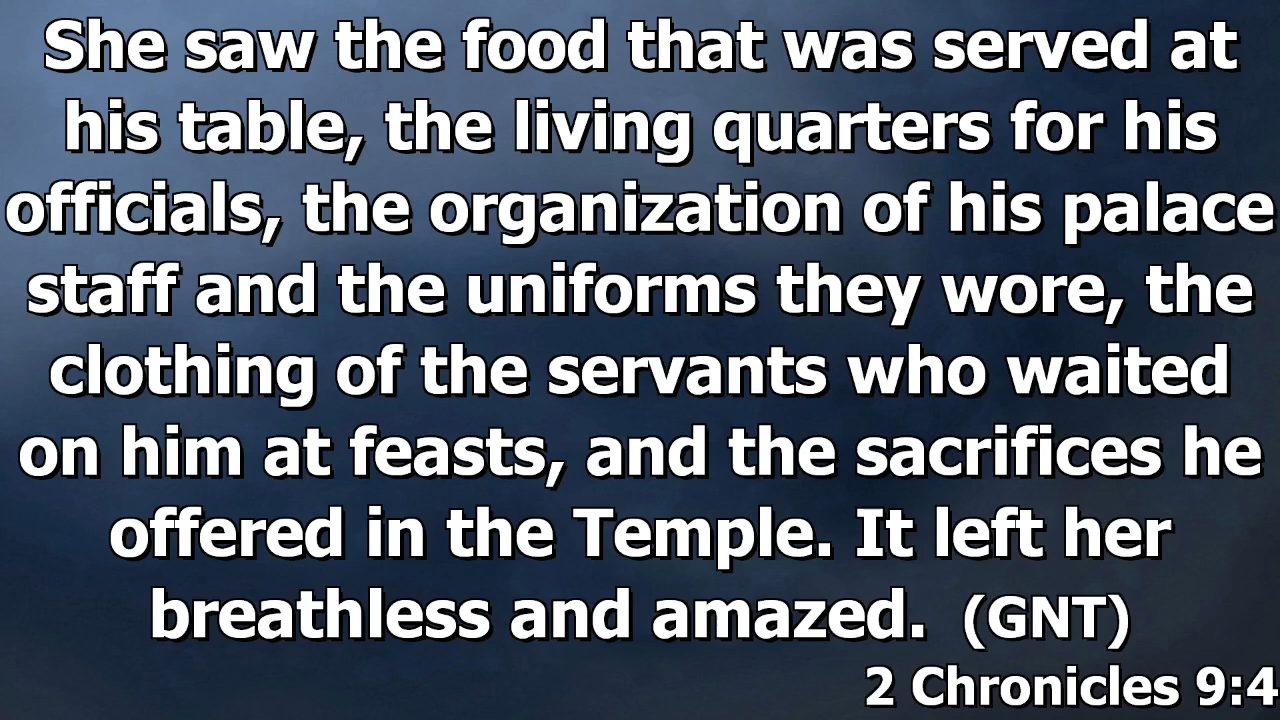 She saw the food that was served at
his table, the living quarters for his
officials, the organization of his palace
staff and the uniforms they wore, the
clothing of the servants who waited
on him at feasts, and the sacrifices he
offered in the Temple. It left her
breathless and amazed.  (GNT)
2 Chronicles 9:4